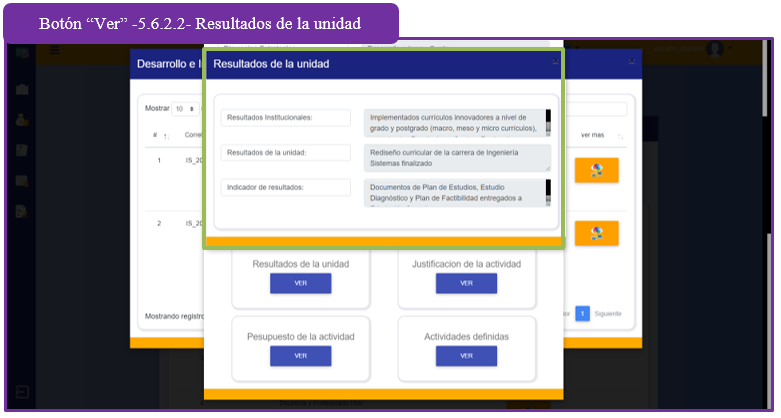 Botón “Ver” -5.6.2.2- Resultados de la unidad
Desarrollo e I
Resultados de la unidad
×
Mostrar 10
Resultados Institucionales:
Implementados currículos innovadores a nivel de
grado y postgrado (macro, meso y micro currículos),
# Corre ver mas
Resultados de la unidad:
Rediseño curricular de la carrera de Ingeniería
Sistemas finalizado
1 IS_20
Indicador de resultados:
Documentos de Plan de Estudios, Estudio
Diagnóstico y Plan de Factibilidad entregados a
2 IS_20
Resultados de la unidad
VER
Justificacion de la actividad
VER
Mostrando registro
1 Siguiente
Pesupuesto de la actividad
VER
Actividades definidas
VER